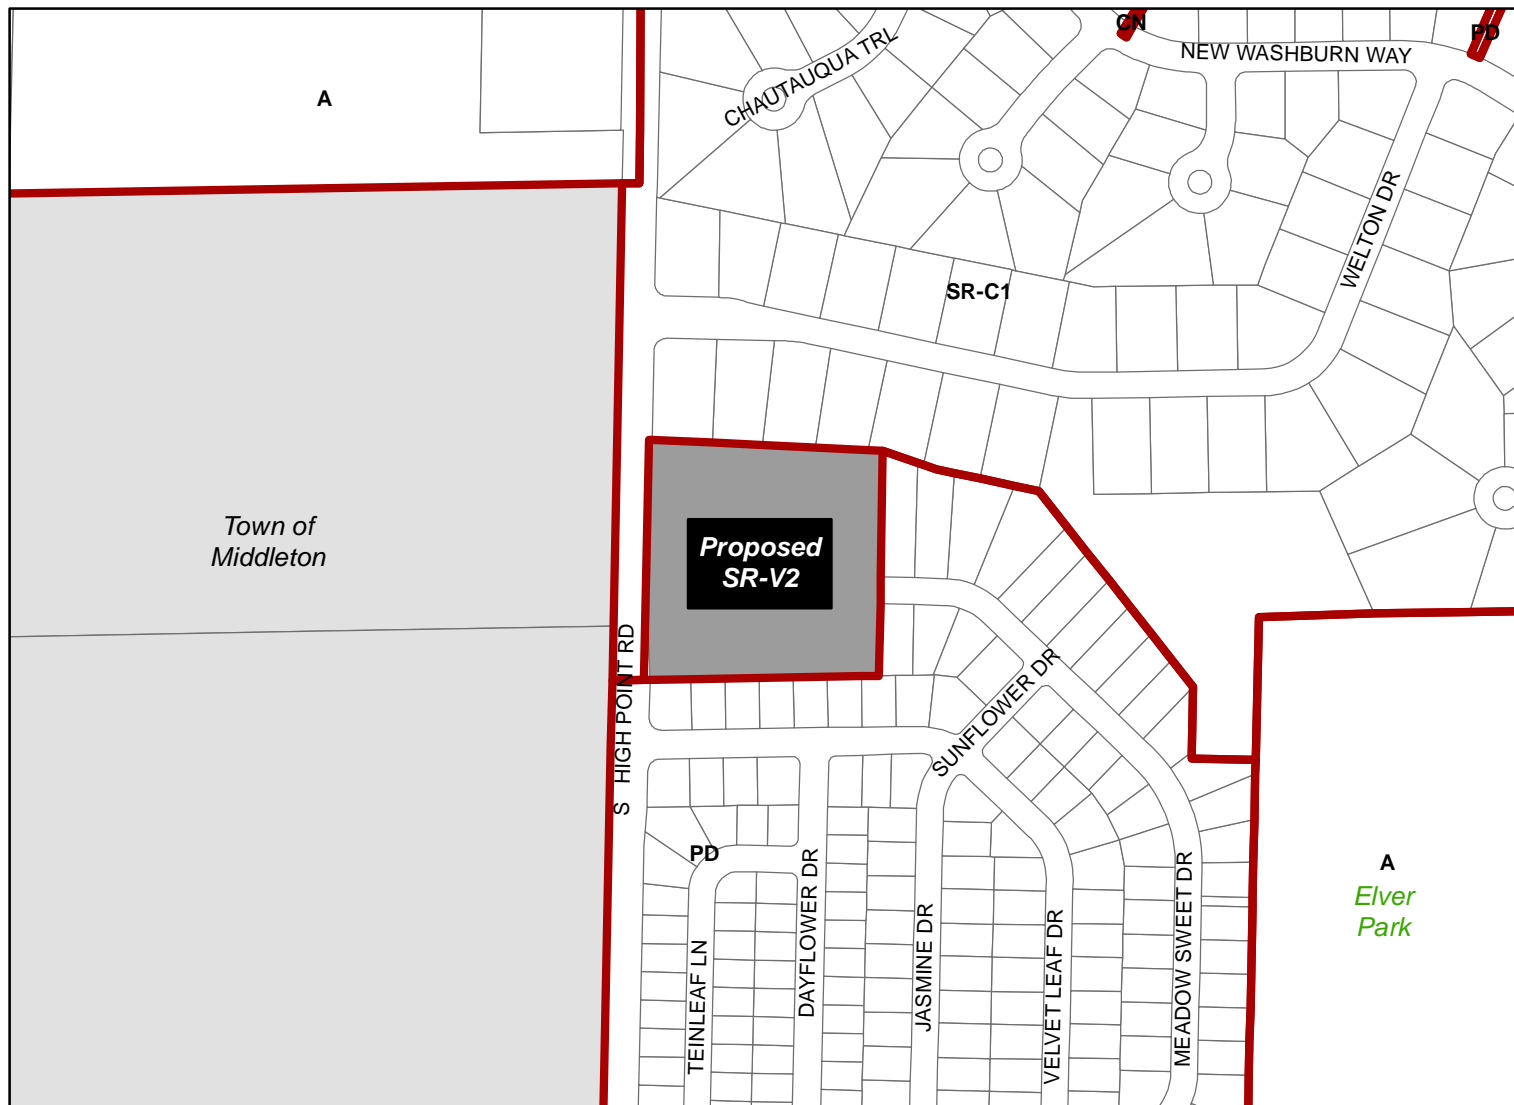 CN
PD
NEW WASHBURN WAY
CHAUTAUQUA TRL
A
WELTON DR
SR-C1
Town of
Middleton
Proposed
SR-V2
S HIGH POINT RD
SUNFLOWER DR
PD
A
Elver
Park
TEINLEAF LN
DAYFLOWER DR
JASMINE DR
VELVET LEAF DR
MEADOW SWEET DR